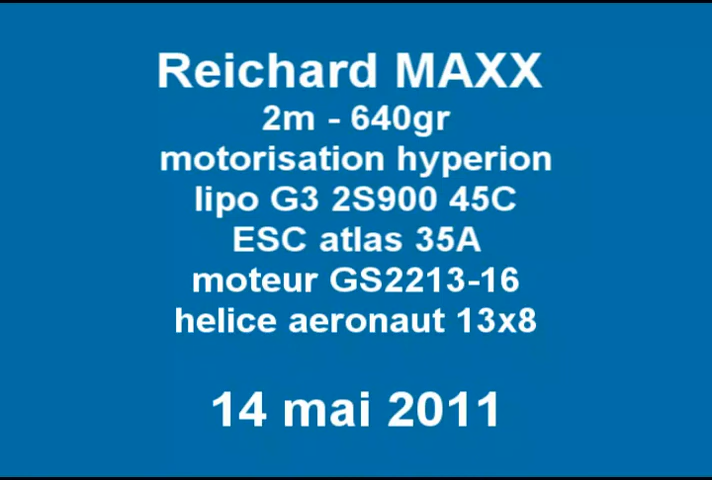 Reichard MAXX
2m - 640gr
motorisation hyperion
lipo G3 2S900 45C
ESC atlas 35A
moteur GS2213-16
helice aeronaut 13x8
14 mai 2011